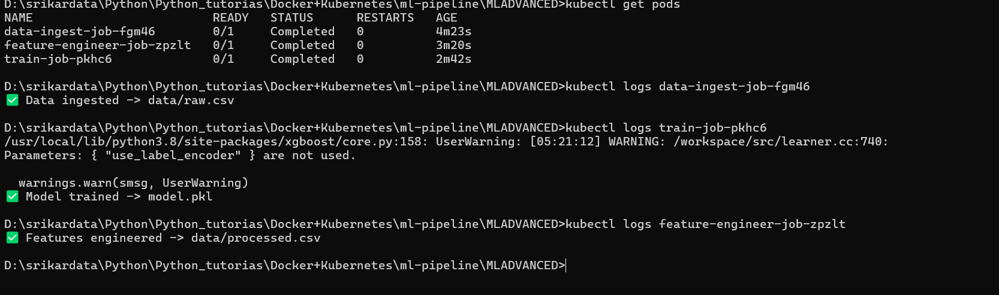 D:\srikardata\Python\Python_tutorias\Docker+Kubernetes\ml-pipeline\MLADVANCED>kubectl get pods
NAME                         READY   STATUS      RESTARTS   AGE
data-ingest-job-fgm46        0/1     Completed   0          4m23s
feature-engineer-job-zpzlt   0/1     Completed   0          3m20s
train-job-pkhc6              0/1     Completed   0          2m42s
D:\srikardata\Python\Python_tutorias\Docker+Kubernetes\ml-pipeline\MLADVANCED>kubectl logs data-ingest-job-fgm46
✅ Data ingested -> data/raw.csv
D:\srikardata\Python\Python_tutorias\Docker+Kubernetes\ml-pipeline\MLADVANCED>kubectl logs train-job-pkhc6
/usr/local/lib/python3.8/site-packages/xgboost/core.py:158: UserWarning: [05:21:12] WARNING: /workspace/src/learner.cc:740:
Parameters: { "use_label_encoder" } are not used.
  warnings.warn(smsg, UserWarning)
✅ Model trained -> model.pkl
D:\srikardata\Python\Python_tutorias\Docker+Kubernetes\ml-pipeline\MLADVANCED>kubectl logs feature-engineer-job-zpzlt
✅ Features engineered -> data/processed.csv
D:\srikardata\Python\Python_tutorias\Docker+Kubernetes\ml-pipeline\MLADVANCED>